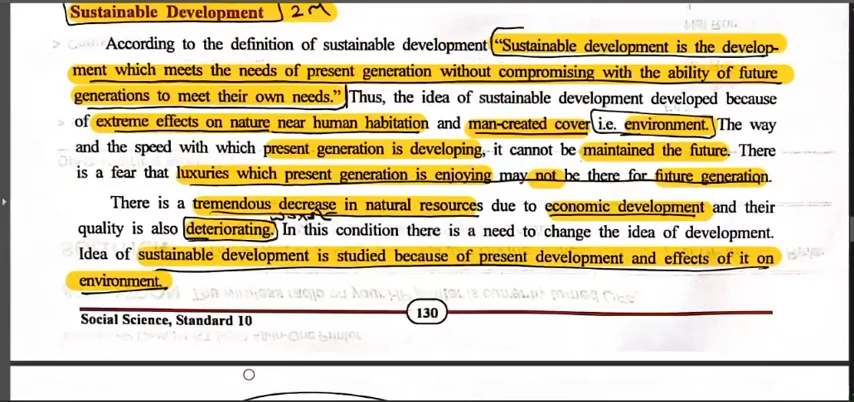 Sustainable Development 2M
According to the definition of sustainable development “Sustainable development is the develop-
ment which meets the needs of present generation without compromising with the ability of future
generations to meet their own needs.” Thus, the idea of sustainable development developed because
of extreme effects on nature near human habitation and man-created cover i.e. environment. The way
and the speed with which present generation is developing, it cannot be maintained the future. There
is a fear that luxuries which present generation is enjoying may not be there for future generation.
There is a tremendous decrease in natural resources due to economic development and their
quality is also deteriorating. In this condition there is a need to change the idea of development.
Idea of sustainable development is studied because of present development and effects of it on
environment.
Social Science, Standard 10
130